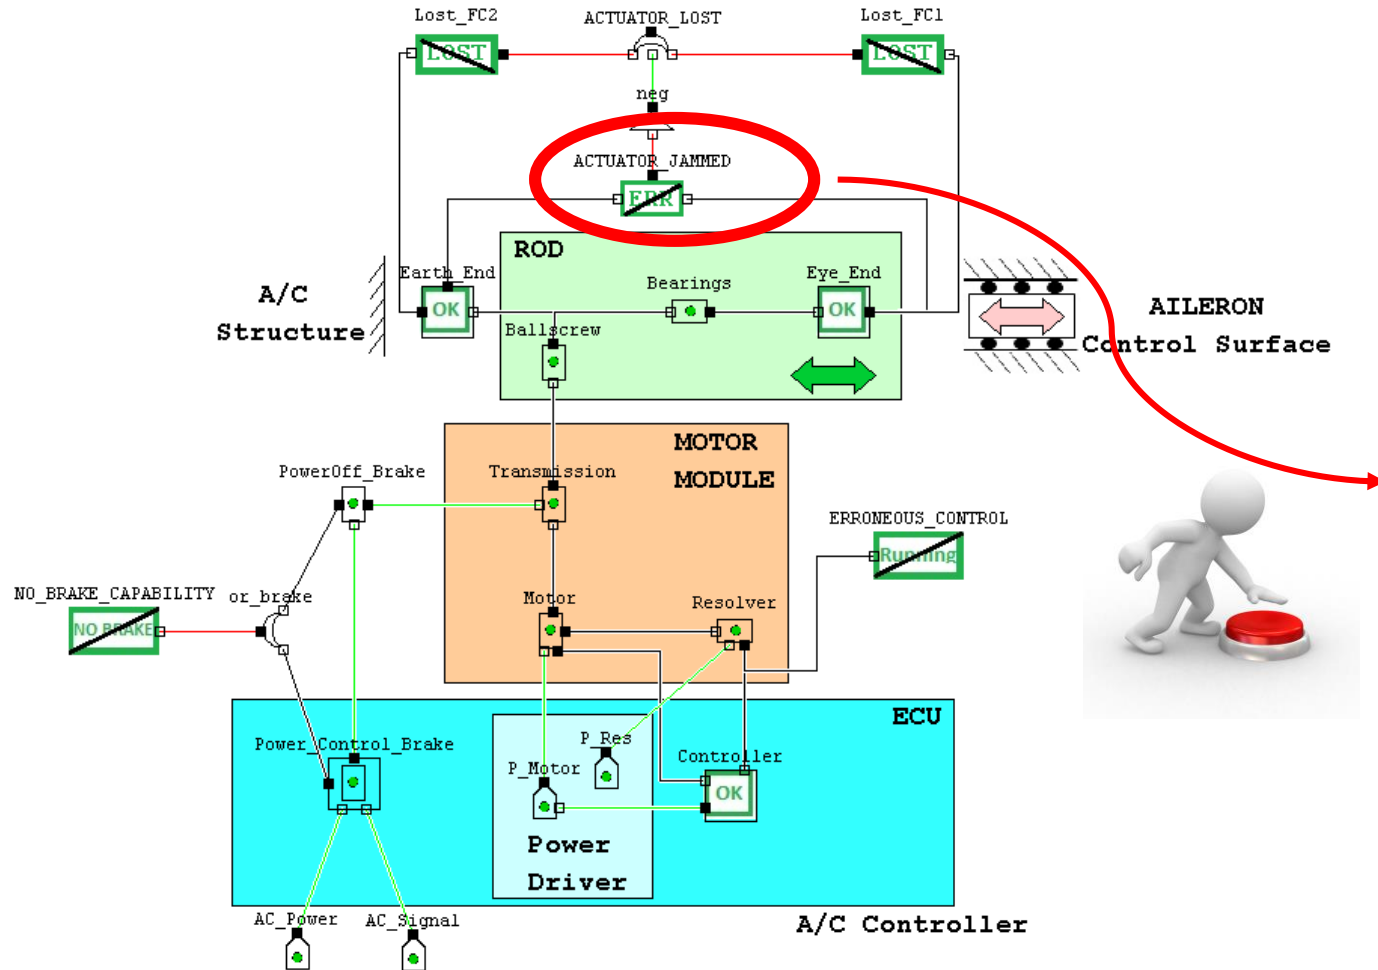 Lost_FC2
ACTUATOR_LOST
Lost_FC1
LOST
LOST
neg
ACTUATOR_JAMMED
ERR
ROD
Earth_End
Bearings
Eye_End
A/C
Structure
OK
OK
AILERON
Control Surface
Ballscrew
MOTOR
MODULE
PowerOff_Brake
Transmission
ERRONEOUS_CONTROL
Running
NO_BRAKE_CAPABILITY
or_brake
NO BRAKE
Motor
Resolver
ECU
Power_Control_Brake
P_Res
P_Motor
Controller
OK
Power
Driver
AC_Power
AC_Signal
A/C Controller